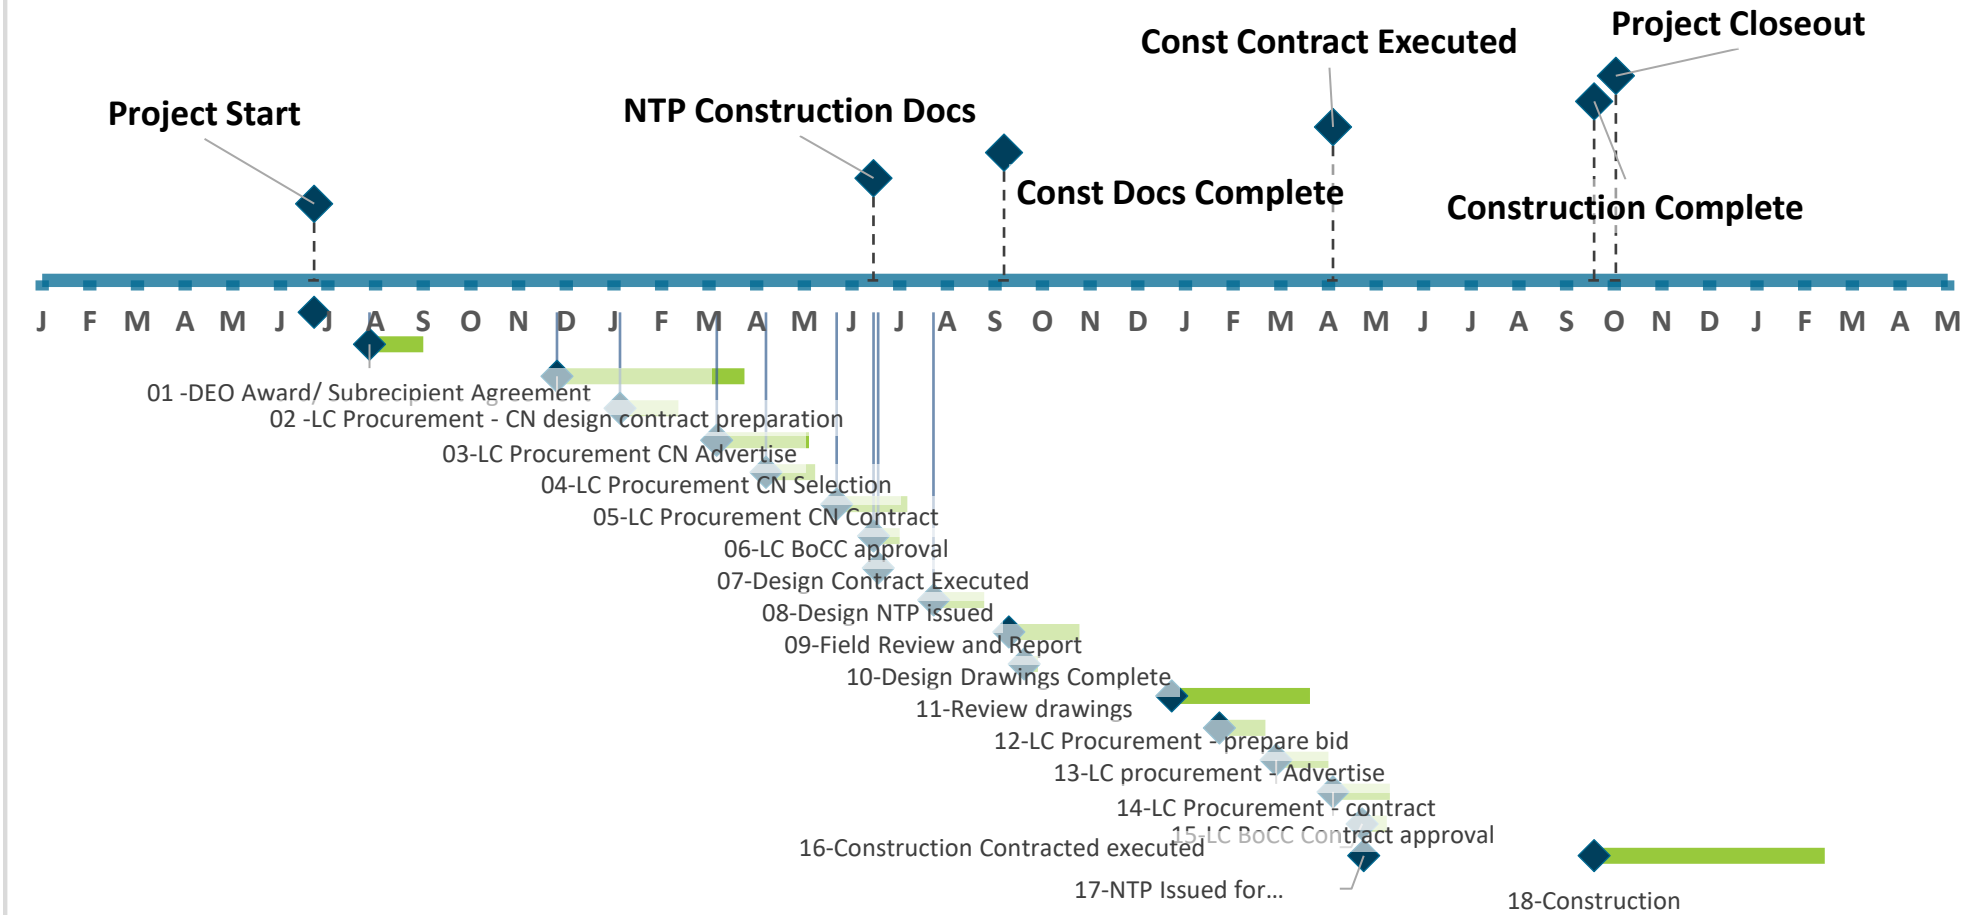 Project Closeout
Const Contract Executed
Project Start
NTP Construction Docs
Const Docs Complete
Construction Complete
J F M A M J J A S O N D J F M A M J J A S O N D J F M A M J J A S O N D J F M A M
01 -DEO Award/ Subrecipient Agreement
02 -LC Procurement - CN design contract preparation
03-LC Procurement CN Advertise
04-LC Procurement CN Selection
05-LC Procurement CN Contract
06-LC BoCC approval
07-Design Contract Executed
08-Design NTP issued
09-Field Review and Report
10-Design Drawings Complete
11-Review drawings
12-LC Procurement - prepare bid
13-LC procurement - Advertise
14-LC Procurement - contract
15-LC BoCC Contract approval
16-Construction Contracted executed
17-NTP Issued for...
18-Construction